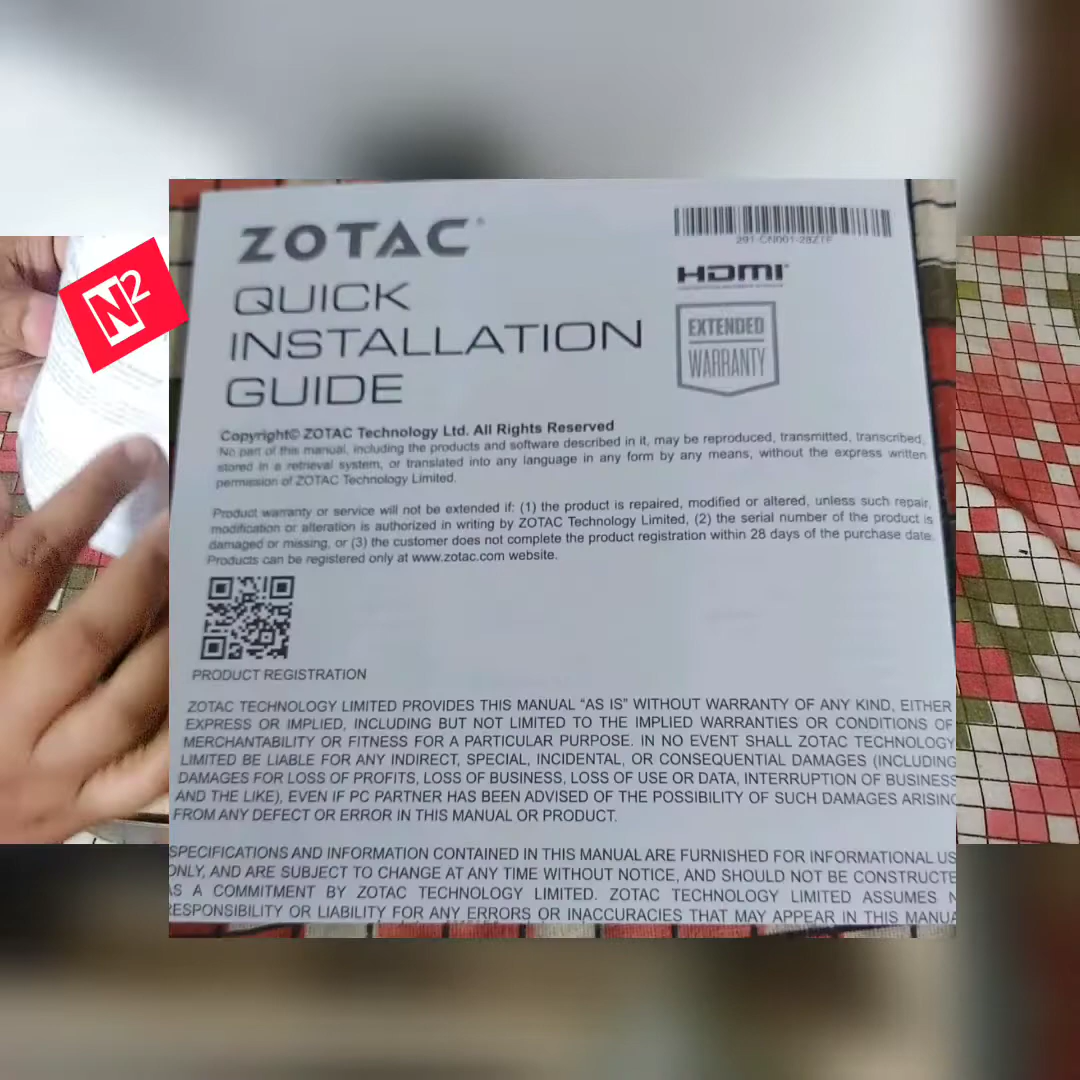 N2
ZOTAC
QUICK
INSTALLATION
GUIDE
291-CN001-28ZTF
HDMI
EXTENDED
WARRANTY
Copyright© ZOTAC Technology Ltd. All Rights Reserved
No part of this manual, including the products and software described in it, may be reproduced, transmitted, transcribed,
stored in a retrieval system, or translated into any language in any form by any means, without the express written
permission of ZOTAC Technology Limited.
Product warranty or service will not be extended if: (1) the product is repaired, modified or altered, unless such repair,
modification or alteration is authorized in writing by ZOTAC Technology Limited, (2) the serial number of the product is
damaged or missing, or (3) the customer does not complete the product registration within 28 days of the purchase date.
Products can be registered only at www.zotac.com website.
PRODUCT REGISTRATION
ZOTAC TECHNOLOGY LIMITED PROVIDES THIS MANUAL “AS IS” WITHOUT WARRANTY OF ANY KIND, EITHER
EXPRESS OR IMPLIED, INCLUDING BUT NOT LIMITED TO THE IMPLIED WARRANTIES OR CONDITIONS OF
MERCHANTABILITY OR FITNESS FOR A PARTICULAR PURPOSE. IN NO EVENT SHALL ZOTAC TECHNOLOGY
LIMITED BE LIABLE FOR ANY INDIRECT, SPECIAL, INCIDENTAL, OR CONSEQUENTIAL DAMAGES (INCLUDING
DAMAGES FOR LOSS OF PROFITS, LOSS OF BUSINESS, LOSS OF USE OR DATA, INTERRUPTION OF BUSINESS
AND THE LIKE), EVEN IF PC PARTNER HAS BEEN ADVISED OF THE POSSIBILITY OF SUCH DAMAGES ARISING
FROM ANY DEFECT OR ERROR IN THIS MANUAL OR PRODUCT.
SPECIFICATIONS AND INFORMATION CONTAINED IN THIS MANUAL ARE FURNISHED FOR INFORMATIONAL US
ONLY, AND ARE SUBJECT TO CHANGE AT ANY TIME WITHOUT NOTICE, AND SHOULD NOT BE CONSTRUCTE
AS A COMMITMENT BY ZOTAC TECHNOLOGY LIMITED. ZOTAC TECHNOLOGY LIMITED ASSUMES N
RESPONSIBILITY OR LIABILITY FOR ANY ERRORS OR INACCURACIES THAT MAY APPEAR IN THIS MANUA